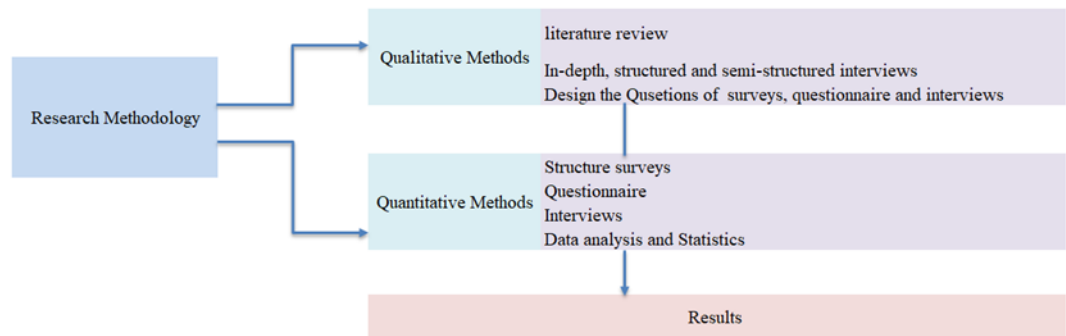 Research Methodology
Qualitative Methods
literature review
In-depth, structured and semi-structured interviews
Design the Qusetions of surveys, questionnaire and interviews
Quantitative Methods
Structure surveys
Questionnaire
Interviews
Data analysis and Statistics
Results